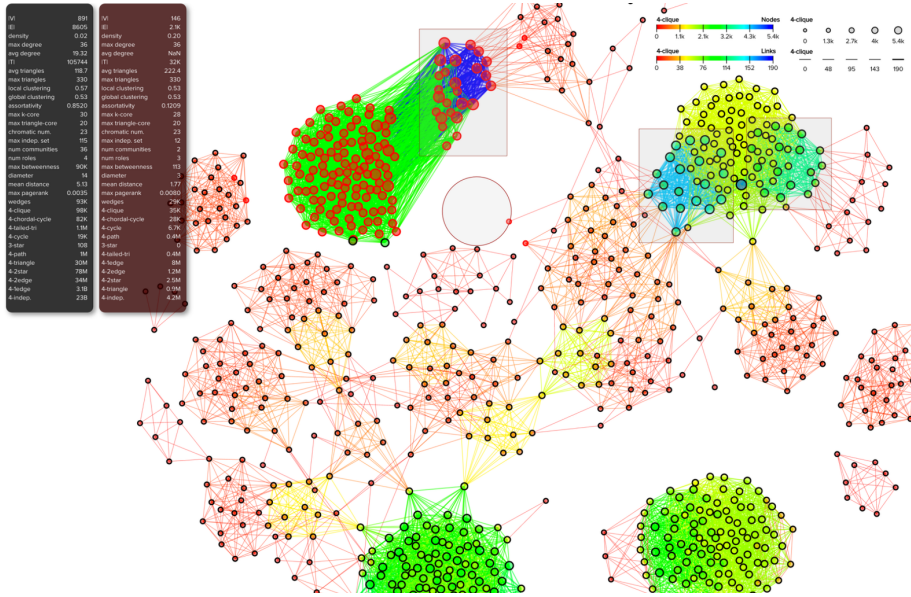 |V| 891
|E| 8605
density 0.02
max degree 36
avg degree 19.32
|T| 105744
avg triangles 118.7
max triangles 330
local clustering 0.57
global clustering 0.53
assortativity 0.8520
max k-core 30
max triangle-core 20
chromatic num. 23
max indep. set 115
num communities 36
num roles 4
max betweenness 90K
diameter 14
mean distance 5.13
max pagerank 0.0035
wedges 93K
4-clique 98K
4-chordal-cycle 82K
4-tailed-tri 1.1M
4-cycle 19K
3-star 108
4-path 1M
4-triangle 30M
4-2star 78M
4-2edge 34M
4-1edge 3.1B
4-indep. 23B
|V| 146
|E| 2.1K
density 0.20
max degree 36
avg degree NaN
|T| 32K
avg triangles 222.4
max triangles 330
local clustering 0.53
global clustering 0.53
assortativity 0.1209
max k-core 28
max triangle-core 20
chromatic num. 23
max indep. set 12
num communities 2
num roles 3
max betweenness 113
diameter 3
mean distance 1.77
max pagerank 0.0080
wedges 29K
4-clique 35K
4-chordal-cycle 28K
4-cycle 6.7K
4-path 0.4M
3-star
4-tailed-tri 0.4M
4-1edge 8M
4-2edge 1.2M
4-2star 2.5M
4-triangle 0.9M
4-indep. 4.2M
4-clique Nodes
0 1.1k 2.2k 3.2k 4.3k 5.4k
4-clique Links
0 38 76 114 152 190
4-clique
0 1.3k 2.7k 4k 5.4k
4-clique
0 48 95 143 190